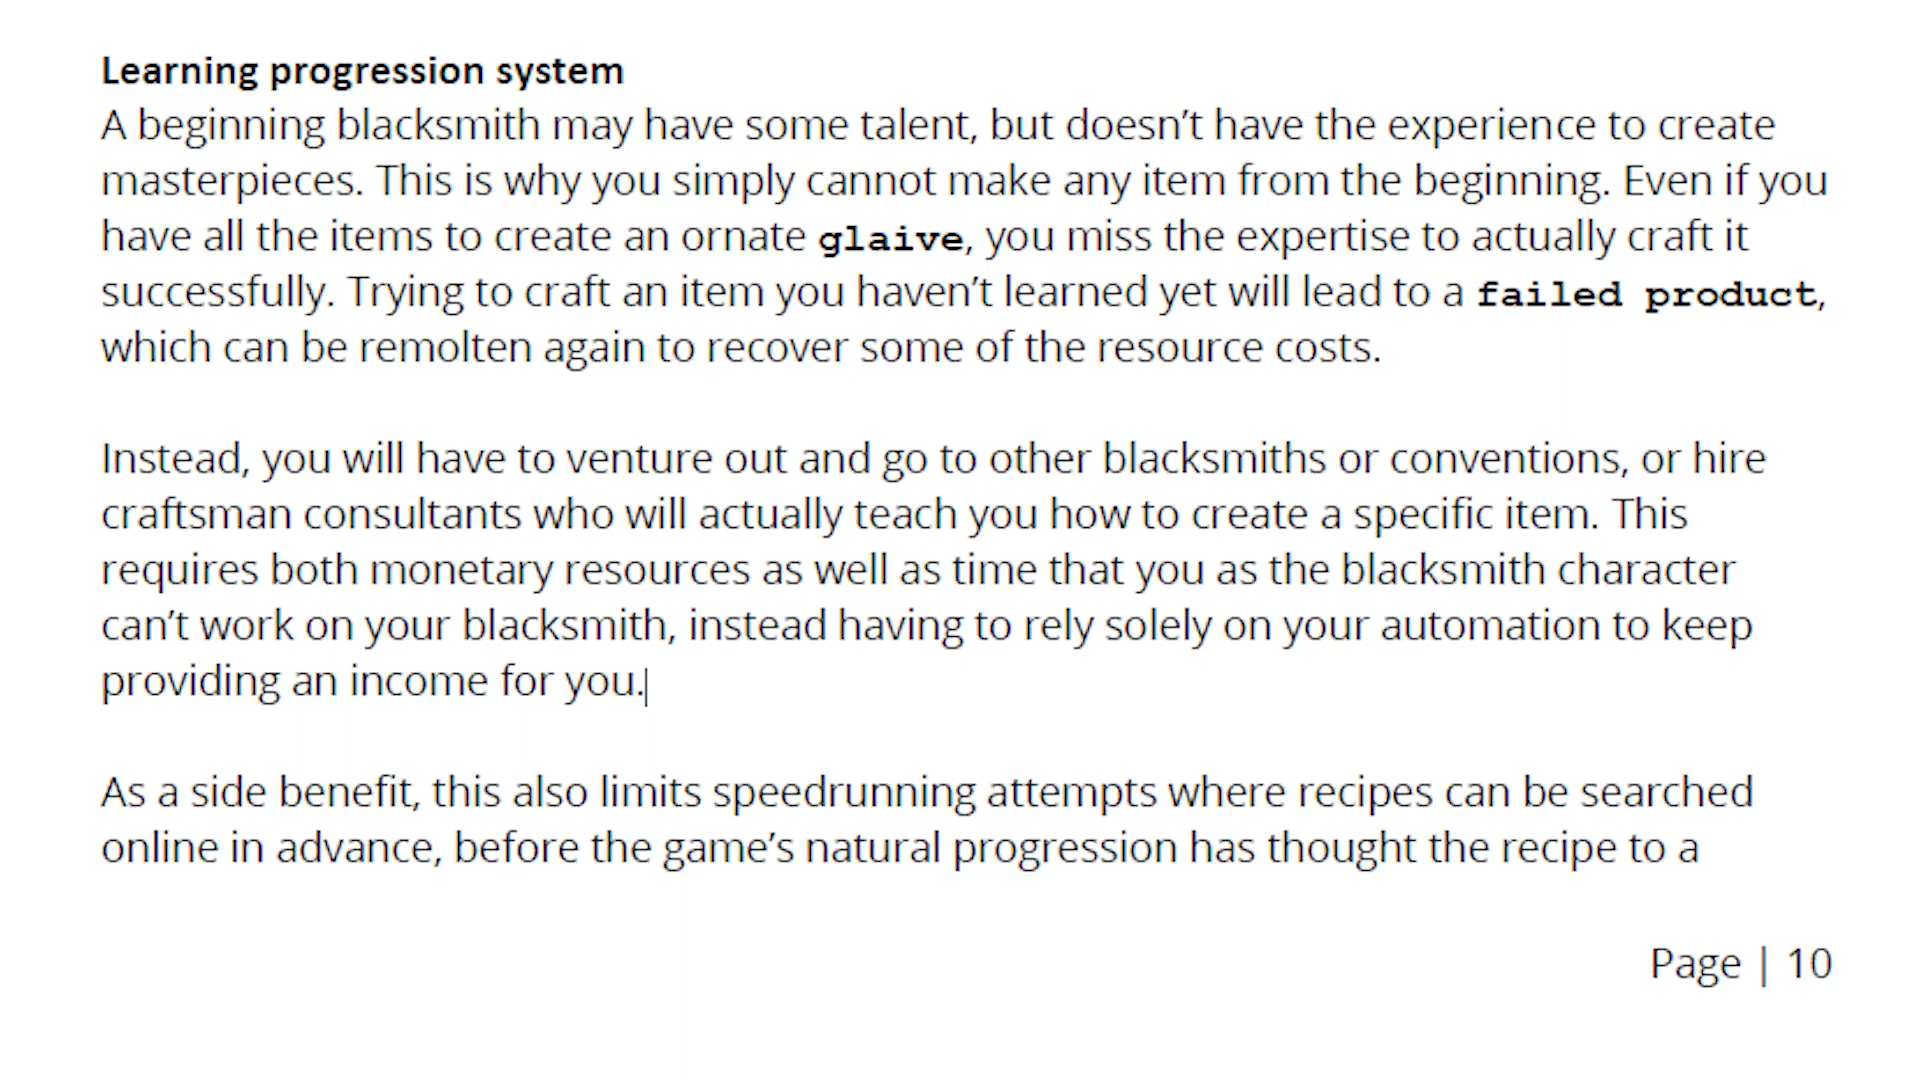 Learning progression system
A beginning blacksmith may have some talent, but doesn’t have the experience to create
masterpieces. This is why you simply cannot make any item from the beginning. Even if you
have all the items to create an ornate glaive, you miss the expertise to actually craft it
successfully. Trying to craft an item you haven’t learned yet will lead to a failed product,
which can be remolten again to recover some of the resource costs.
Instead, you will have to venture out and go to other blacksmiths or conventions, or hire
craftsman consultants who will actually teach you how to create a specific item. This
requires both monetary resources as well as time that you as the blacksmith character
can’t work on your blacksmith, instead having to rely solely on your automation to keep
providing an income for you.
As a side benefit, this also limits speedrunning attempts where recipes can be searched
online in advance, before the game’s natural progression has thought the recipe to a
Page | 10